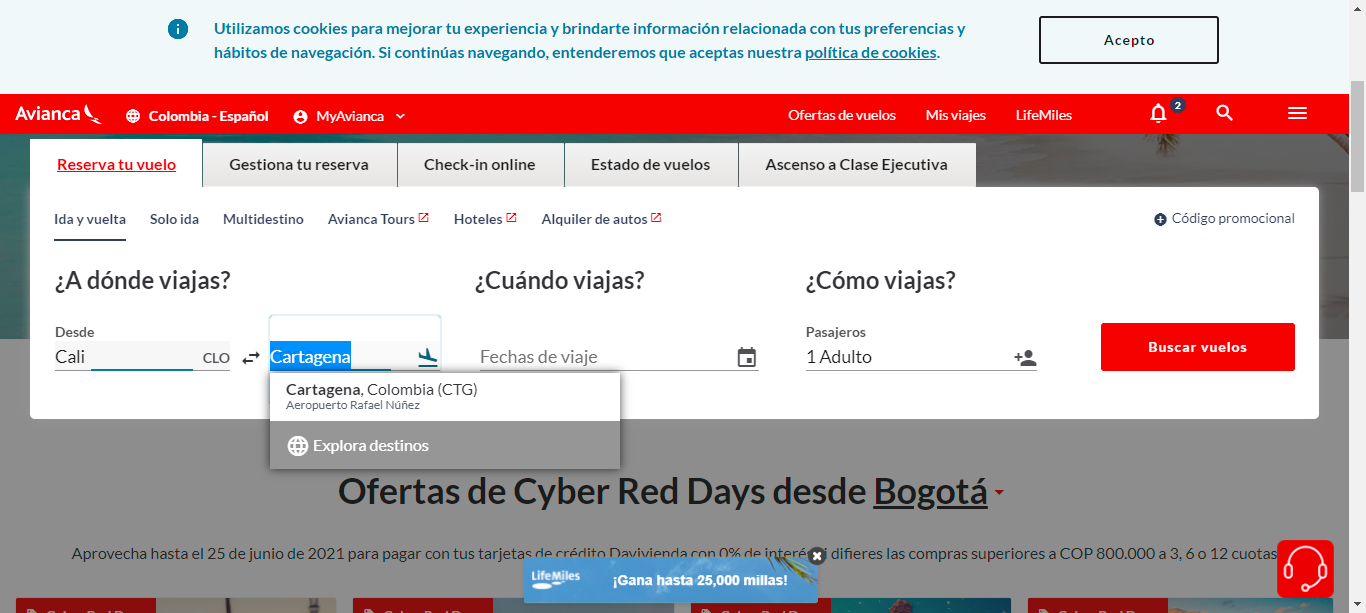 Utilizamos cookies para mejorar tu experiencia y brindarte información relacionada con tus preferencias y
hábitos de navegación. Si continúas navegando, entenderemos que aceptas nuestra política de cookies.
Acepto
Avianca
Colombia - Español
MyAvianca
Ofertas de vuelos
Mis viajes
LifeMiles
2
Reserva tu vuelo
Gestiona tu reserva
Check-in online
Estado de vuelos
Ascenso a Clase Ejecutiva
Ida y vuelta
Solo ida
Multidestino
Avianca Tours
Hoteles
Alquiler de autos
Código promocional
¿A dónde viajas?
¿Cuándo viajas?
¿Cómo viajas?
Desde
Cali CLO
Cartagena
Fechas de viaje
Pasajeros
1 Adulto
Buscar vuelos
Cartagena, Colombia (CTG)
Aeropuerto Rafael Núñez
Explora destinos
Ofertas de Cyber Red Days desde Bogotá
Aprovecha hasta el 25 de junio de 2021 para pagar con tus tarjetas de crédito Davivienda con 0% de interés difieres las compras superiores a COP 800.000 a 3, 6 o 12 cuotas
LifeMiles
¡Gana hasta 25,000 millas!